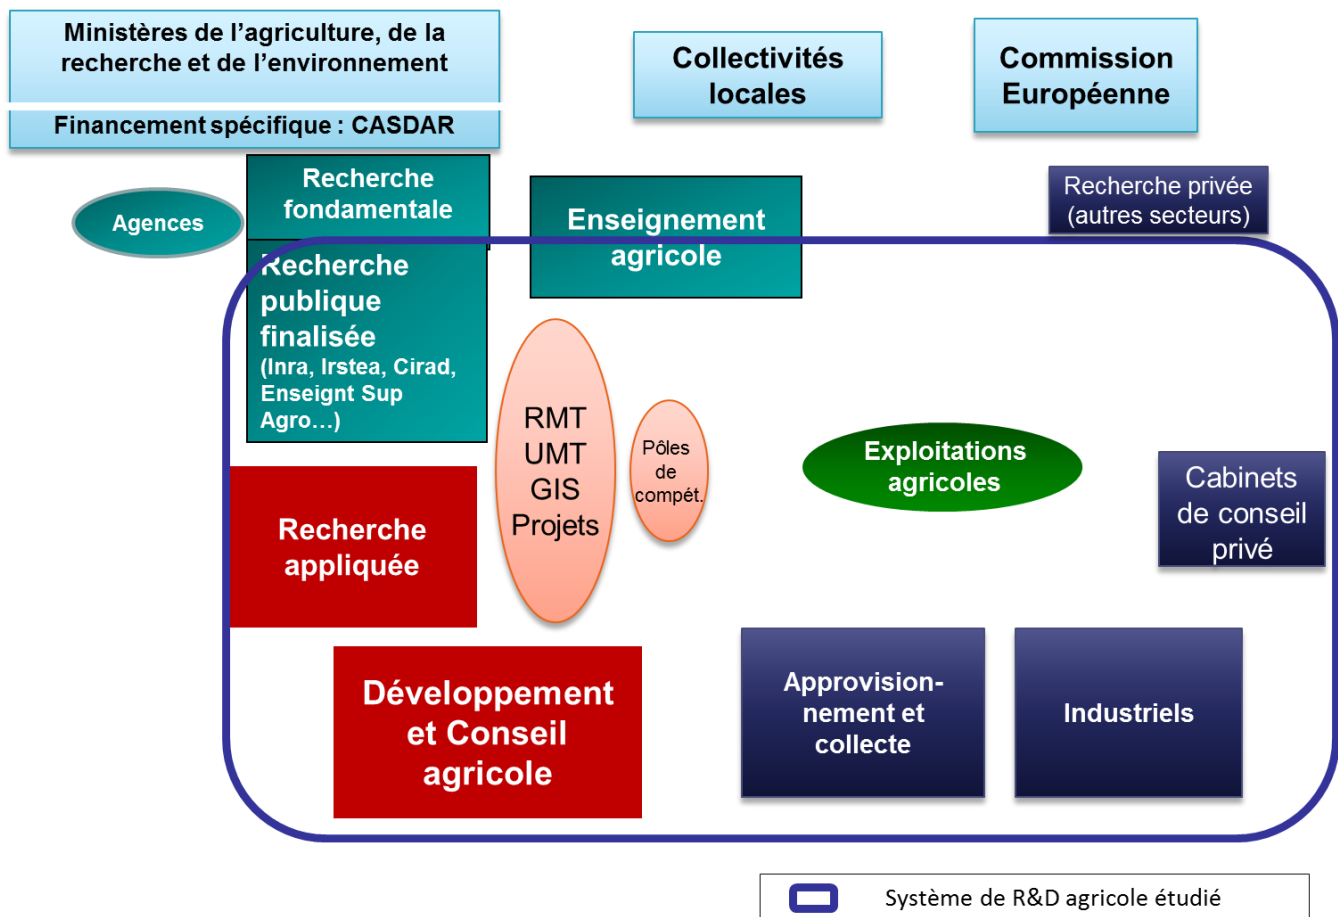 Ministères de l’agriculture, de la
recherche et de l’environnement
Financement spécifique : CASDAR
Collectivités
locales
Commission
Européenne
Agences
Recherche
fondamentale
Enseignement
agricole
Recherche privée
(autres secteurs)
Recherche
publique
finalisée
(Inra, Irstea, Cirad,
Enseignt Sup
Agro…)
RMT
UMT
GIS
Projets
Pôles
de
compét.
Exploitations
agricoles
Cabinets
de conseil
privé
Recherche
appliquée
Développement
et Conseil
agricole
Approvision-
nement et
collecte
Industriels
Système de R&D agricole étudié